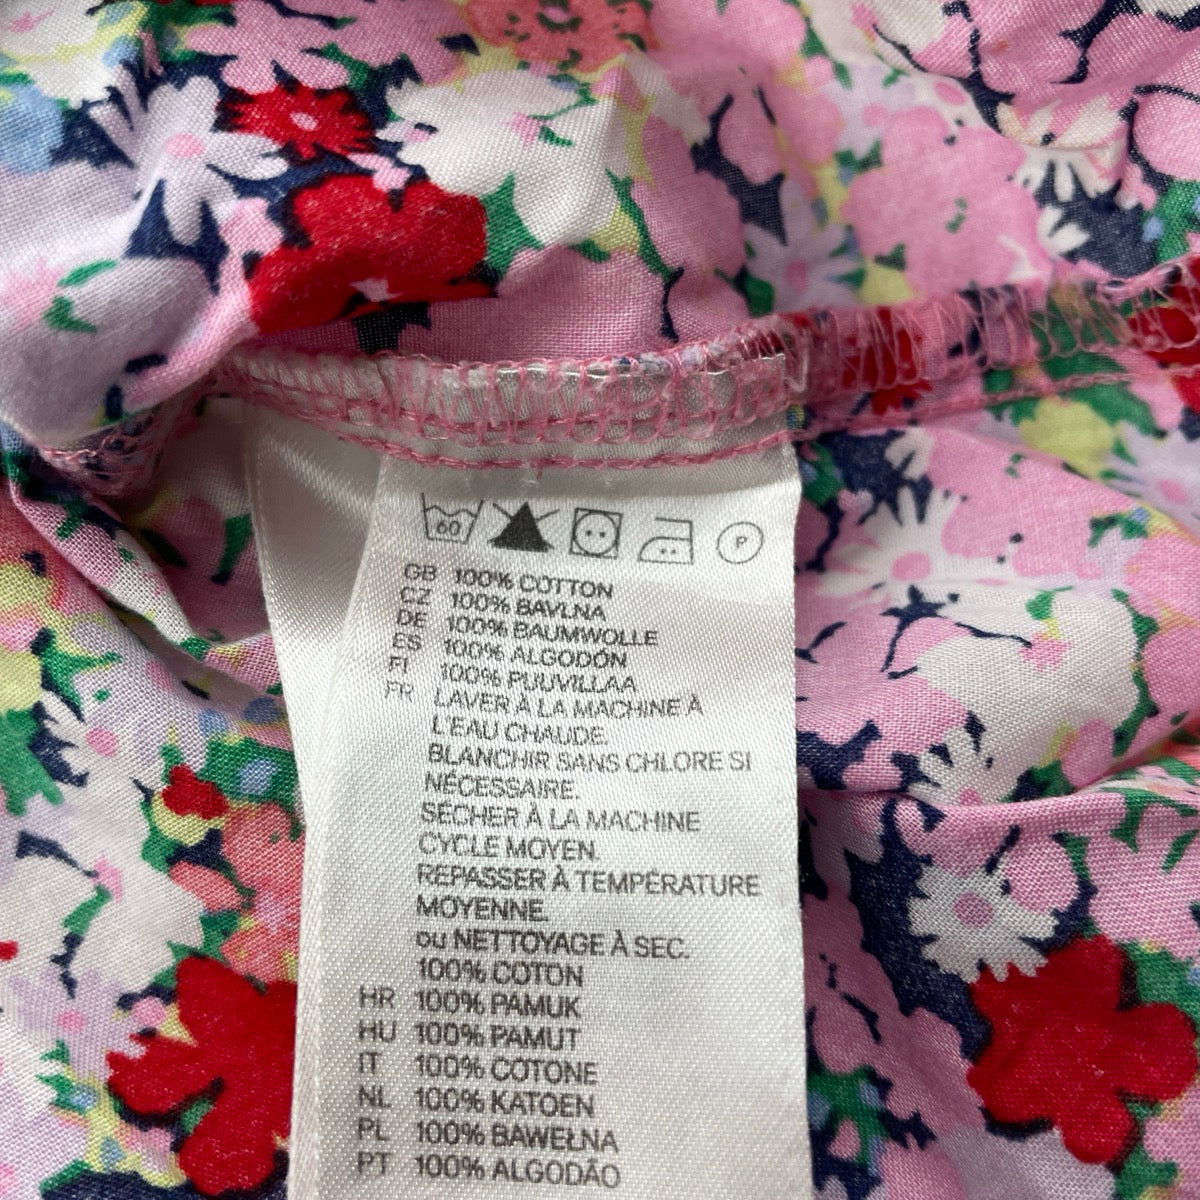 60 P
GB 100% COTTON
CZ 100% BAVLNA
DE 100% BAUMWOLLE
ES 100% ALGODÓN
FI 100% PUUVILLAA
FR LAVER À LA MACHINE À
L'EAU CHAUDE.
BLANCHIR SANS CHLORE SI
NÉCESSAIRE.
SÉCHER À LA MACHINE
CYCLE MOYEN.
REPASSER À TEMPÉRATURE
MOYENNE.
ou NETTOYAGE À SEC.
100% COTON
HR 100% PAMUK
HU 100% PAMUT
IT 100% COTONE
NL 100% KATOEN
PL 100% BAWEŁNA
PT 100% ALGODÃO